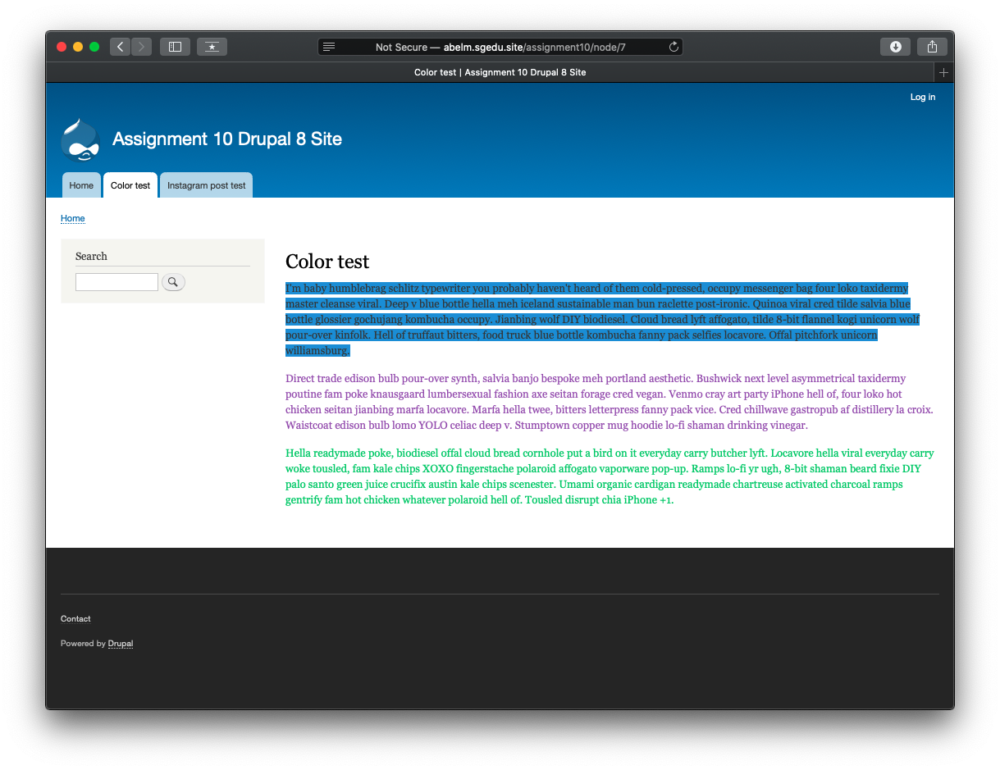 Not Secure — abelm.sgedu.site/assignment10/node/7
Color test | Assignment 10 Drupal 8 Site
Log in
Assignment 10 Drupal 8 Site
Home
Color test
Instagram post test
Home
Search
Color test
I'm baby humblebrag schlitz typewriter you probably haven't heard of them cold-pressed, occupy messenger bag four loko taxidermy
master cleanse viral. Deep v blue bottle hella meh iceland sustainable man bun raclette post-ironic. Quinoa viral cred tilde salvia blue
bottle glossier gochujang kombucha occupy. Jianbing wolf DIY biodiesel. Cloud bread lyft affogato, tilde 8-bit flannel kogi unicorn wolf
pour-over kinfolk. Hell of truffaut bitters, food truck blue bottle kombucha fanny pack selfies locavore. Offal pitchfork unicorn
williamsburg.
Direct trade edison bulb pour-over synth, salvia banjo bespoke meh portland aesthetic. Bushwick next level asymmetrical taxidermy
poutine fam poke knausgaard lumbersexual fashion axe seitan forage cred vegan. Venmo cray art party iPhone hell of, four loko hot
chicken seitan jianbing marfa locavore. Marfa hella twee, bitters letterpress fanny pack vice. Cred chillwave gastropub af distillery la croix.
Waistcoat edison bulb lomo YOLO celiac deep v. Stumptown copper mug hoodie lo-fi shaman drinking vinegar.
Hella readymade poke, biodiesel offal cloud bread cornhole put a bird on it everyday carry butcher lyft. Locavore hella viral everyday carry
woke tousled, fam kale chips XOXO fingerstache polaroid affogato vaporware pop-up. Ramps lo-fi yr ugh, 8-bit shaman beard fixie DIY
palo santo green juice crucifix austin kale chips scenester. Umami organic cardigan readymade chartreuse activated charcoal ramps
gentrify fam hot chicken whatever polaroid hell of. Tousled disrupt chia iPhone +1.
Contact
Powered by Drupal